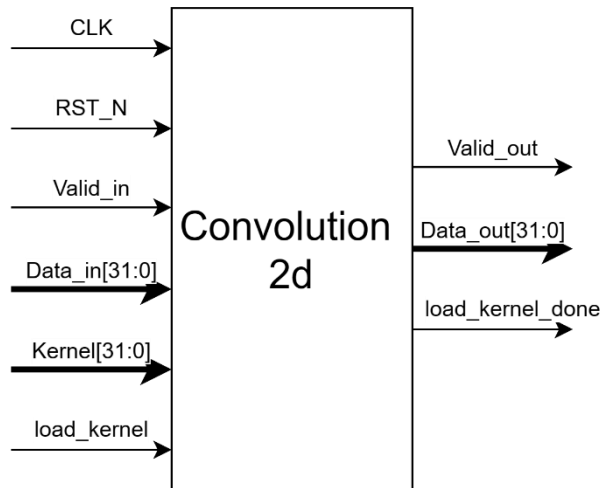 CLK
RST_N
Valid_in
Data_in[31:0]
Kernel[31:0]
load_kernel
Convolution
2d
Valid_out
Data_out[31:0]
load_kernel_done